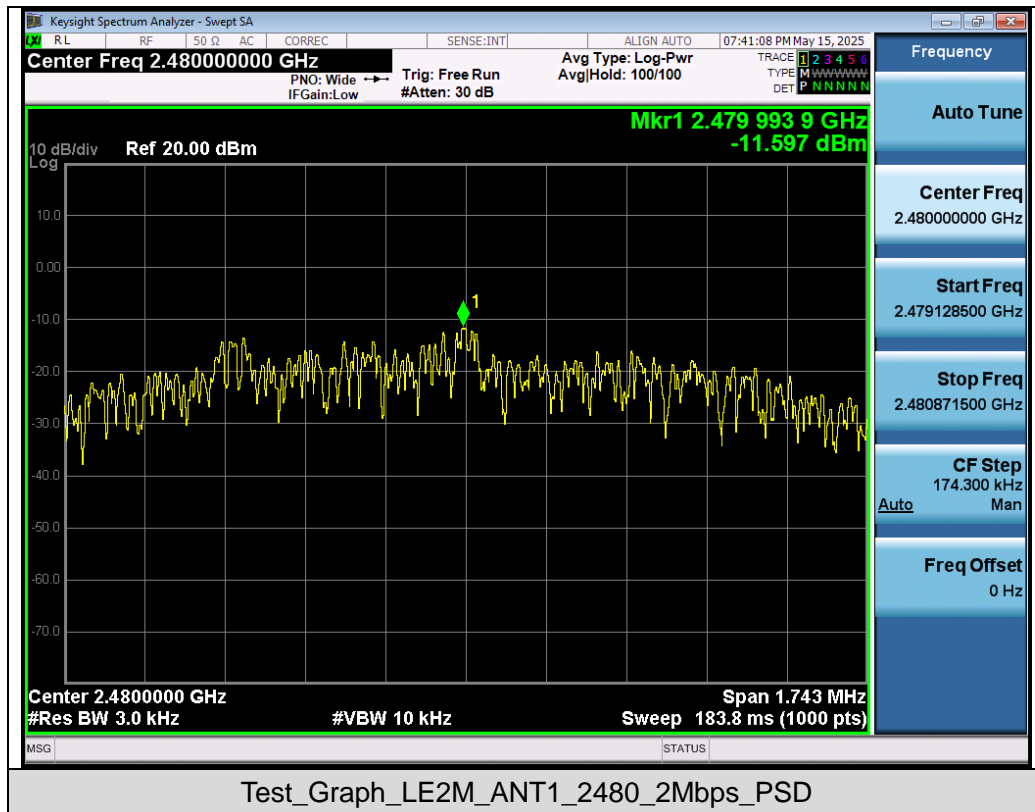 Keysight Spectrum Analyzer - Swept SA
LXI RL RF 50 Ω AC CORREC SENSE:INT ALIGN AUTO 07:41:08 PM May 15, 2025
Center Freq 2.480000000 GHz
PNO: Wide
IFGain:Low
Trig: Free Run
#Atten: 30 dB
Avg Type: Log-Pwr
Avg|Hold: 100/100
TRACE 1 2 3 4 5 6
TYPE M WWWWW
DET P N N N N N
Mkr1 2.479 993 9 GHz
-11.597 dBm
10 dB/div Ref 20.00 dBm
Log
10.0
0.00
1
-10.0
-20.0
-30.0
-40.0
-50.0
-60.0
-70.0
Center 2.4800000 GHz Span 1.743 MHz
#Res BW 3.0 kHz #VBW 10 kHz Sweep 183.8 ms (1000 pts)
MSG STATUS
Frequency
Auto Tune
Center Freq
2.480000000 GHz
Start Freq
2.479128500 GHz
Stop Freq
2.480871500 GHz
CF Step
174.300 kHz
Auto Man
Freq Offset
0 Hz
Test_Graph_LE2M_ANT1_2480_2Mbps_PSD